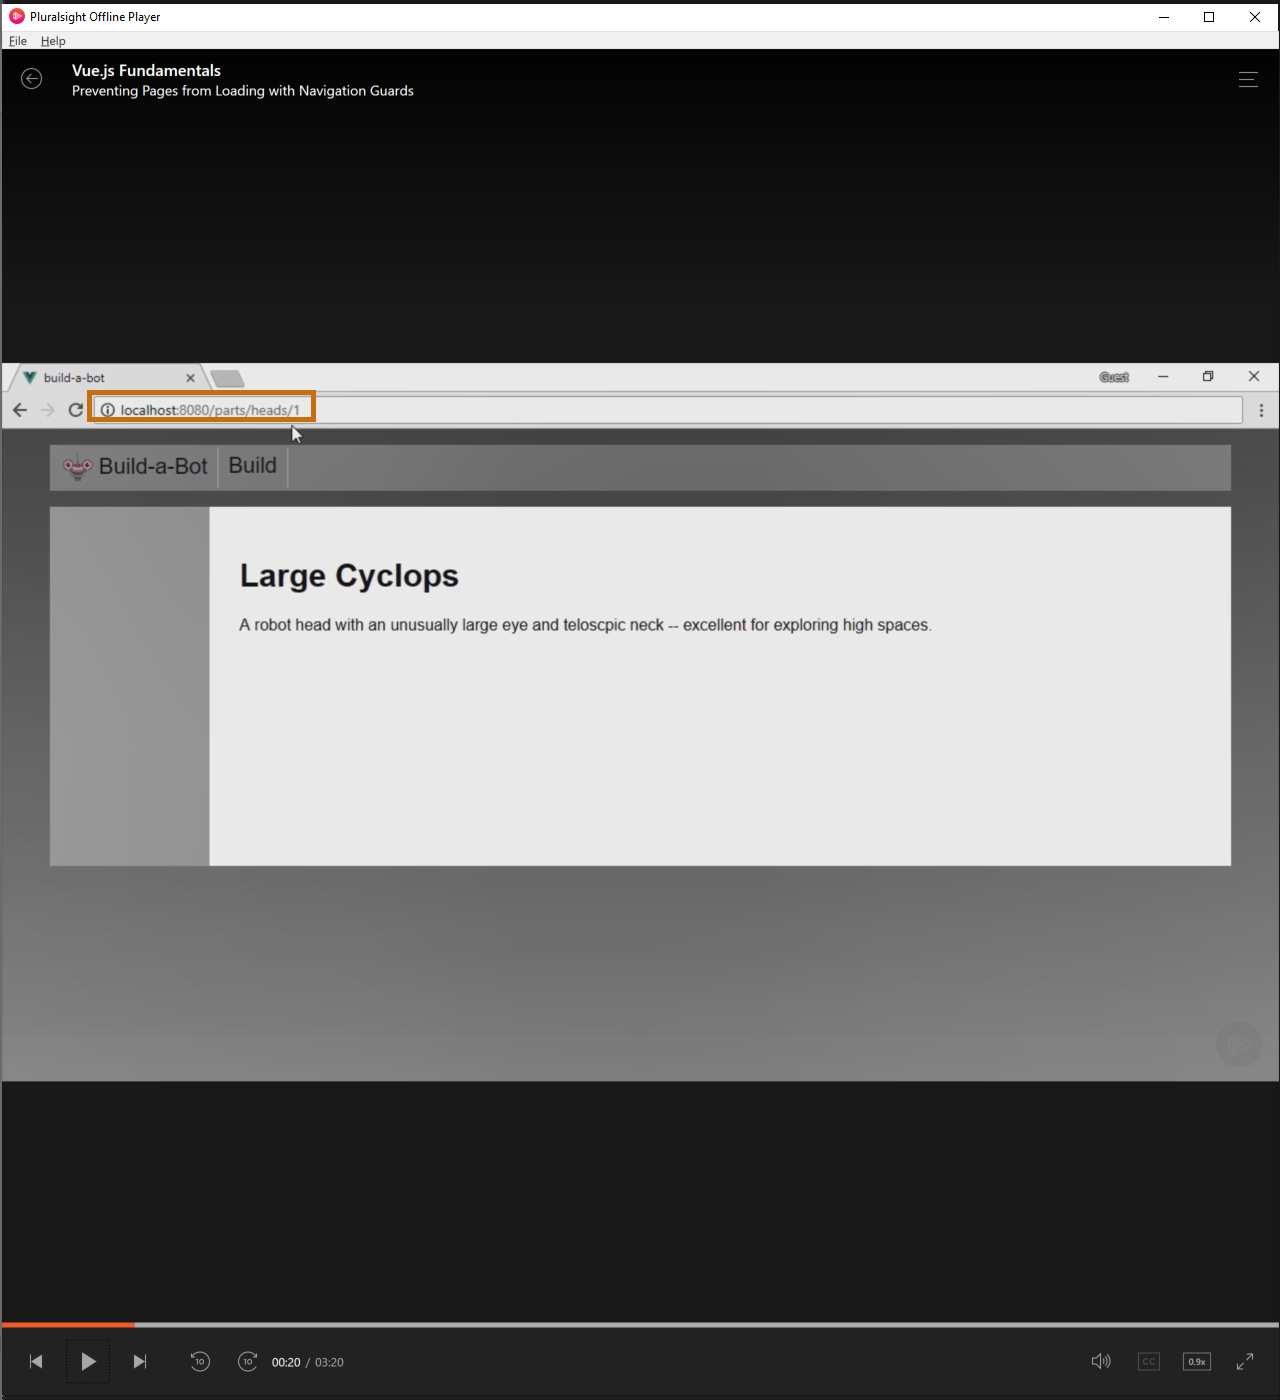 Pluralsight Offline Player
File Help
Vue.js Fundamentals
Preventing Pages from Loading with Navigation Guards
build-a-bot
Guest
localhost:8080/parts/heads/1
Build-a-Bot Build
Large Cyclops
A robot head with an unusually large eye and teloscpic neck -- excellent for exploring high spaces.
10 10 00:20 / 03:20 CC 0.9x